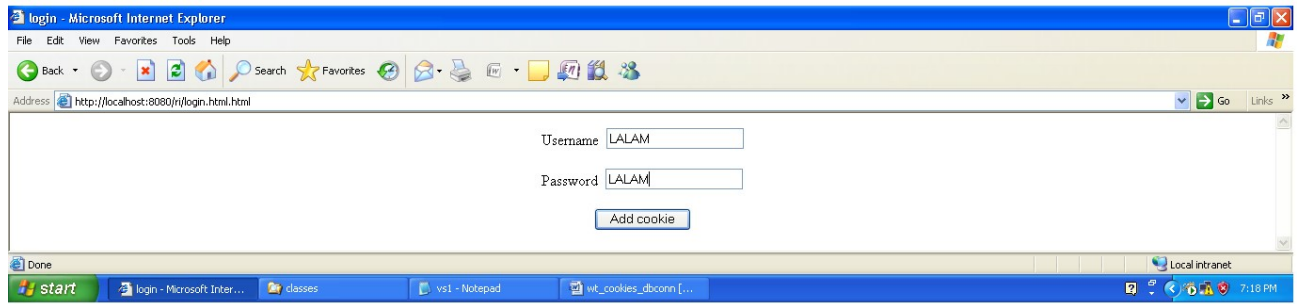 login - Microsoft Internet Explorer
File Edit View Favorites Tools Help
Back Search Favorites
Address http://localhost:8080/ri/login.html.html Go Links »
Username LALAM
Password LALAM
Add cookie
Done Local intranet
start login - Microsoft Inter... classes vs1 - Notepad wt_cookies_dbconn [... 7:18 PM